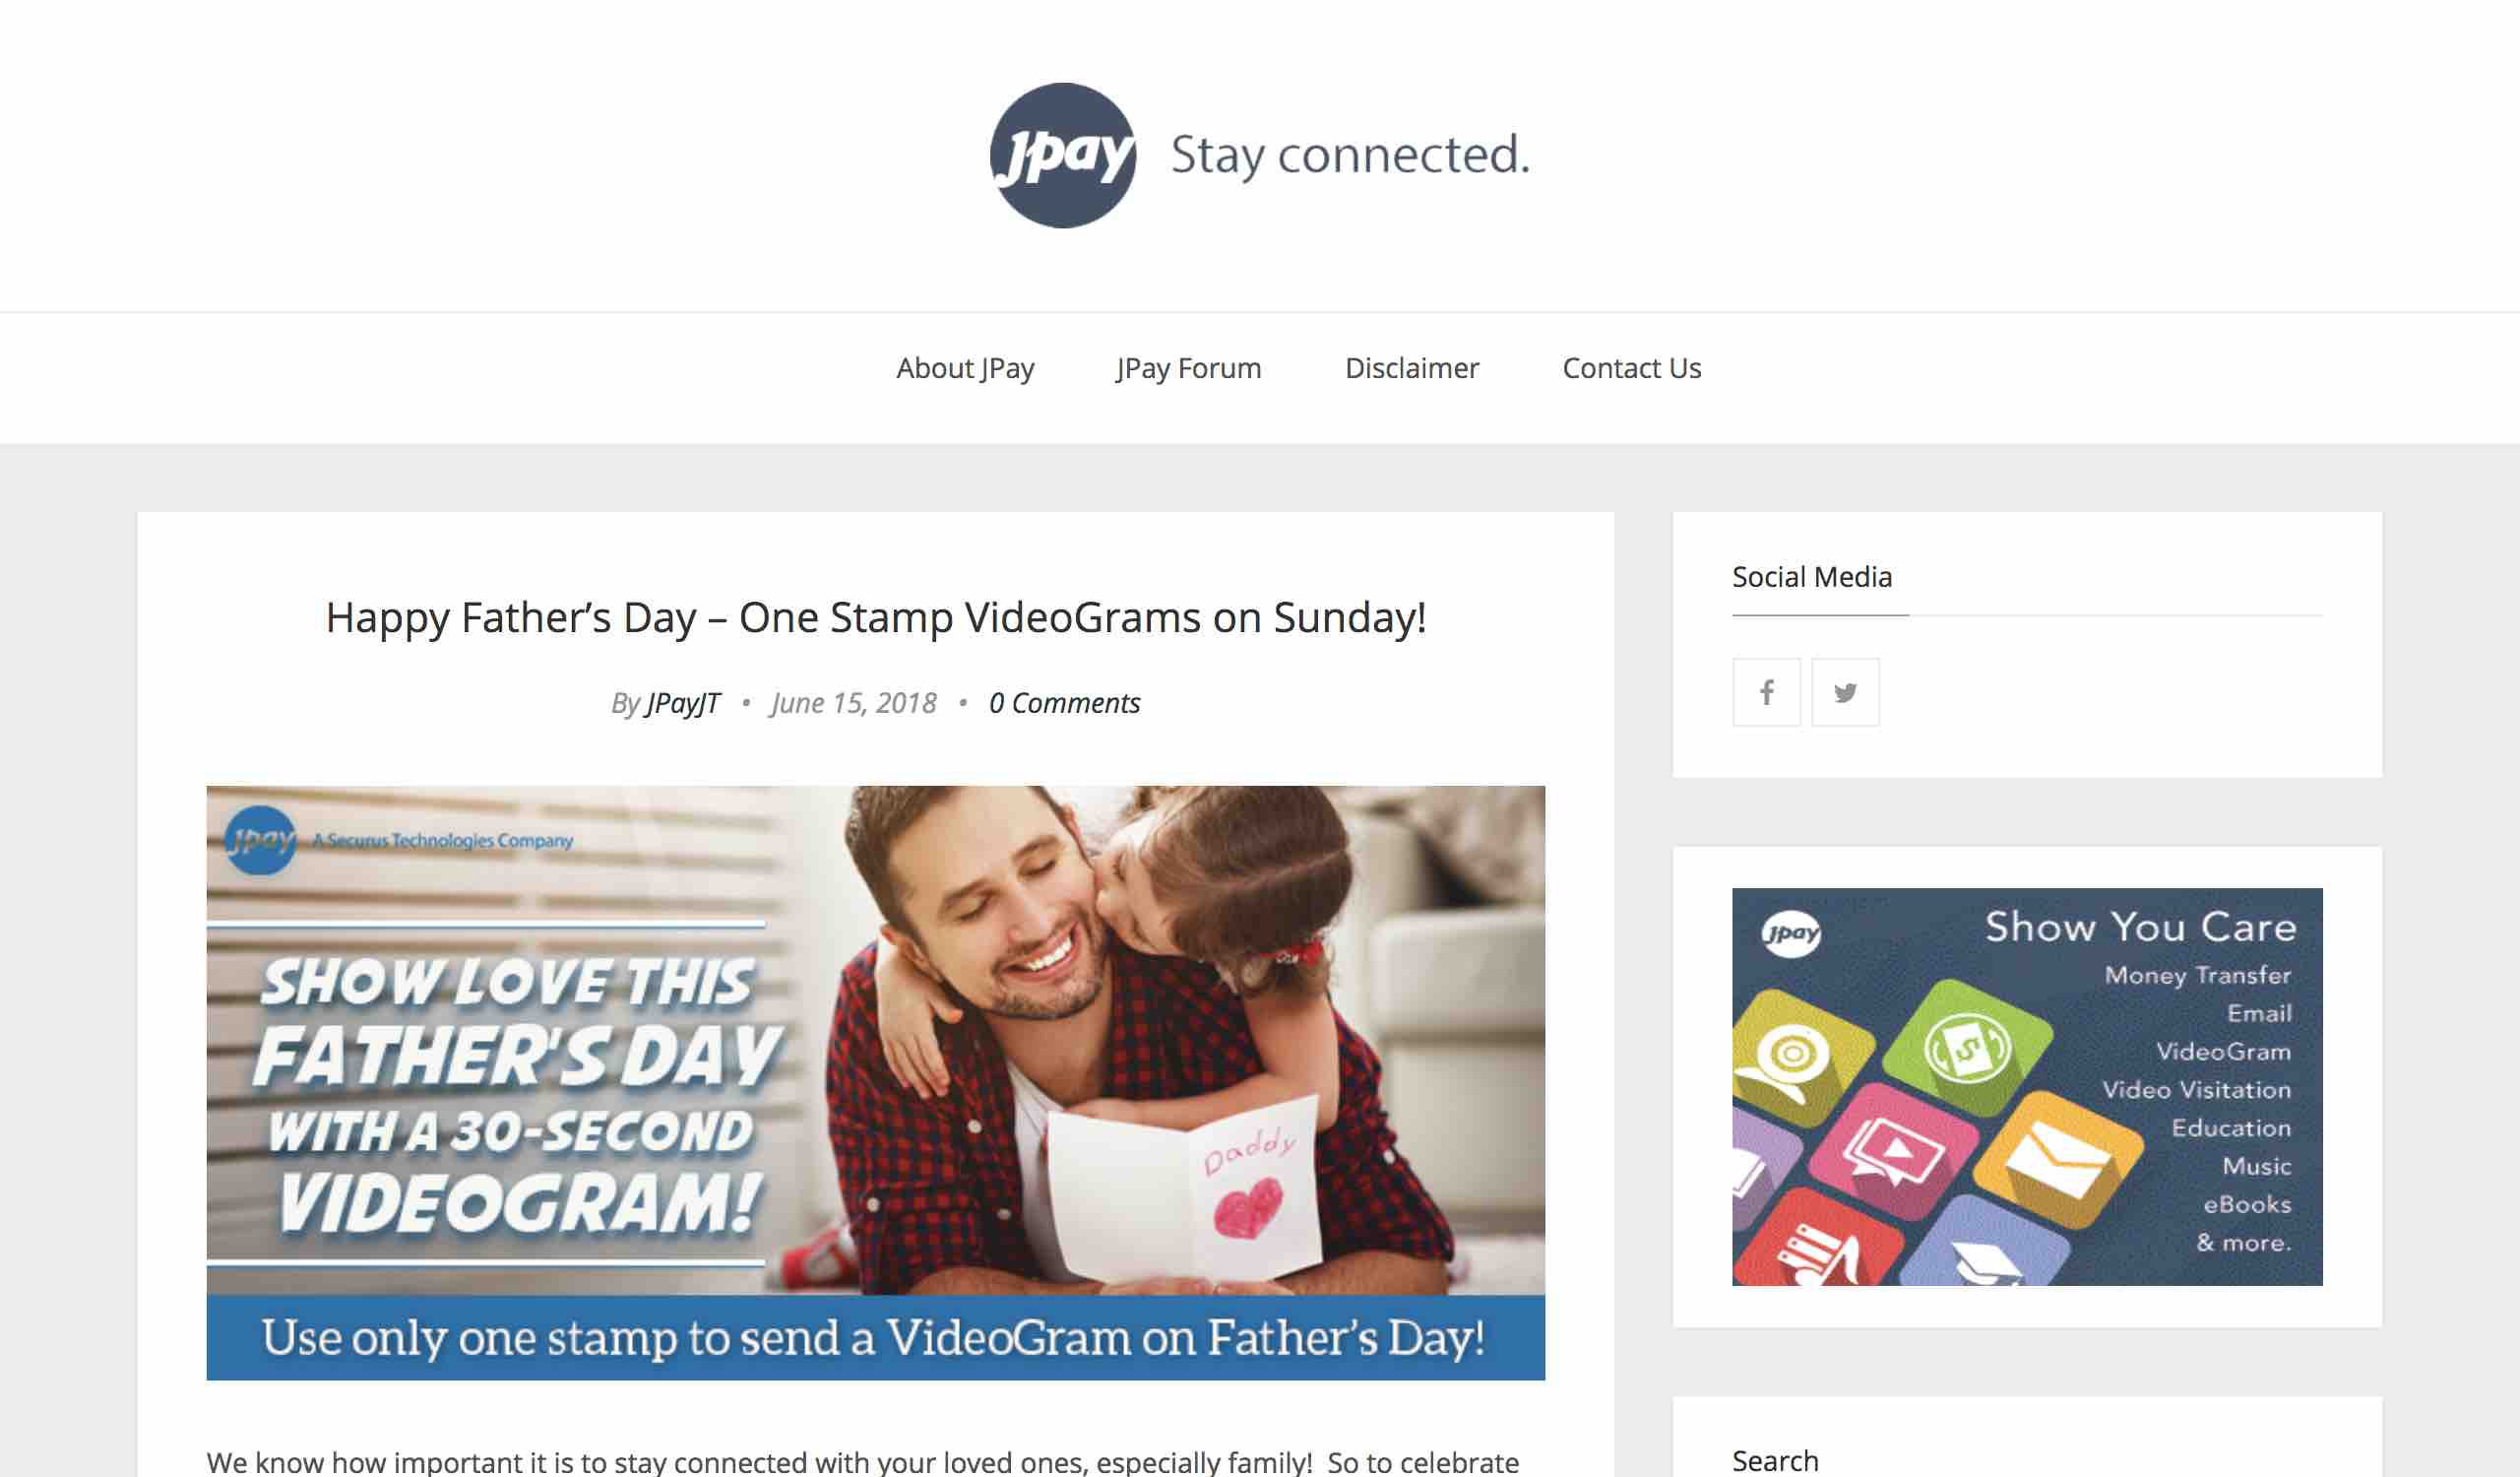 Jpay Stay connected.
About JPay JPay Forum Disclaimer Contact Us
Happy Father’s Day – One Stamp VideoGrams on Sunday!
By JPayJT • June 15, 2018 • 0 Comments
Jpay A Securus Technologies Company
SHOW LOVE THIS
FATHER'S DAY
WITH A 30-SECOND
VIDEOGRAM!
Daddy
Use only one stamp to send a VideoGram on Father’s Day!
We know how important it is to stay connected with your loved ones, especially family!  So to celebrate
Social Media
Jpay
Show You Care
Money Transfer
Email
VideoGram
Video Visitation
Education
Music
eBooks
& more.
Search